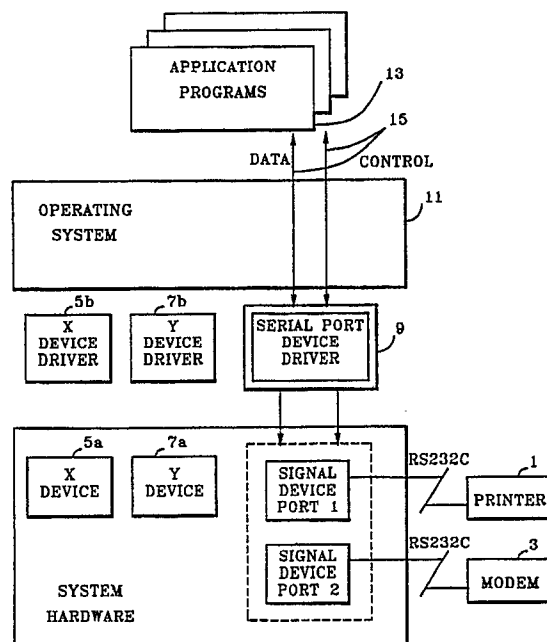 APPLICATION
PROGRAMS
13
15
DATA
CONTROL
11
OPERATING
SYSTEM
5b
X
DEVICE
DRIVER
7b
Y
DEVICE
DRIVER
SERIAL PORT
DEVICE
DRIVER
9
5a
X
DEVICE
7a
Y
DEVICE
SIGNAL
DEVICE
PORT 1
RS232C
1
PRINTER
SIGNAL
DEVICE
PORT 2
RS232C
3
MODEM
SYSTEM
HARDWARE